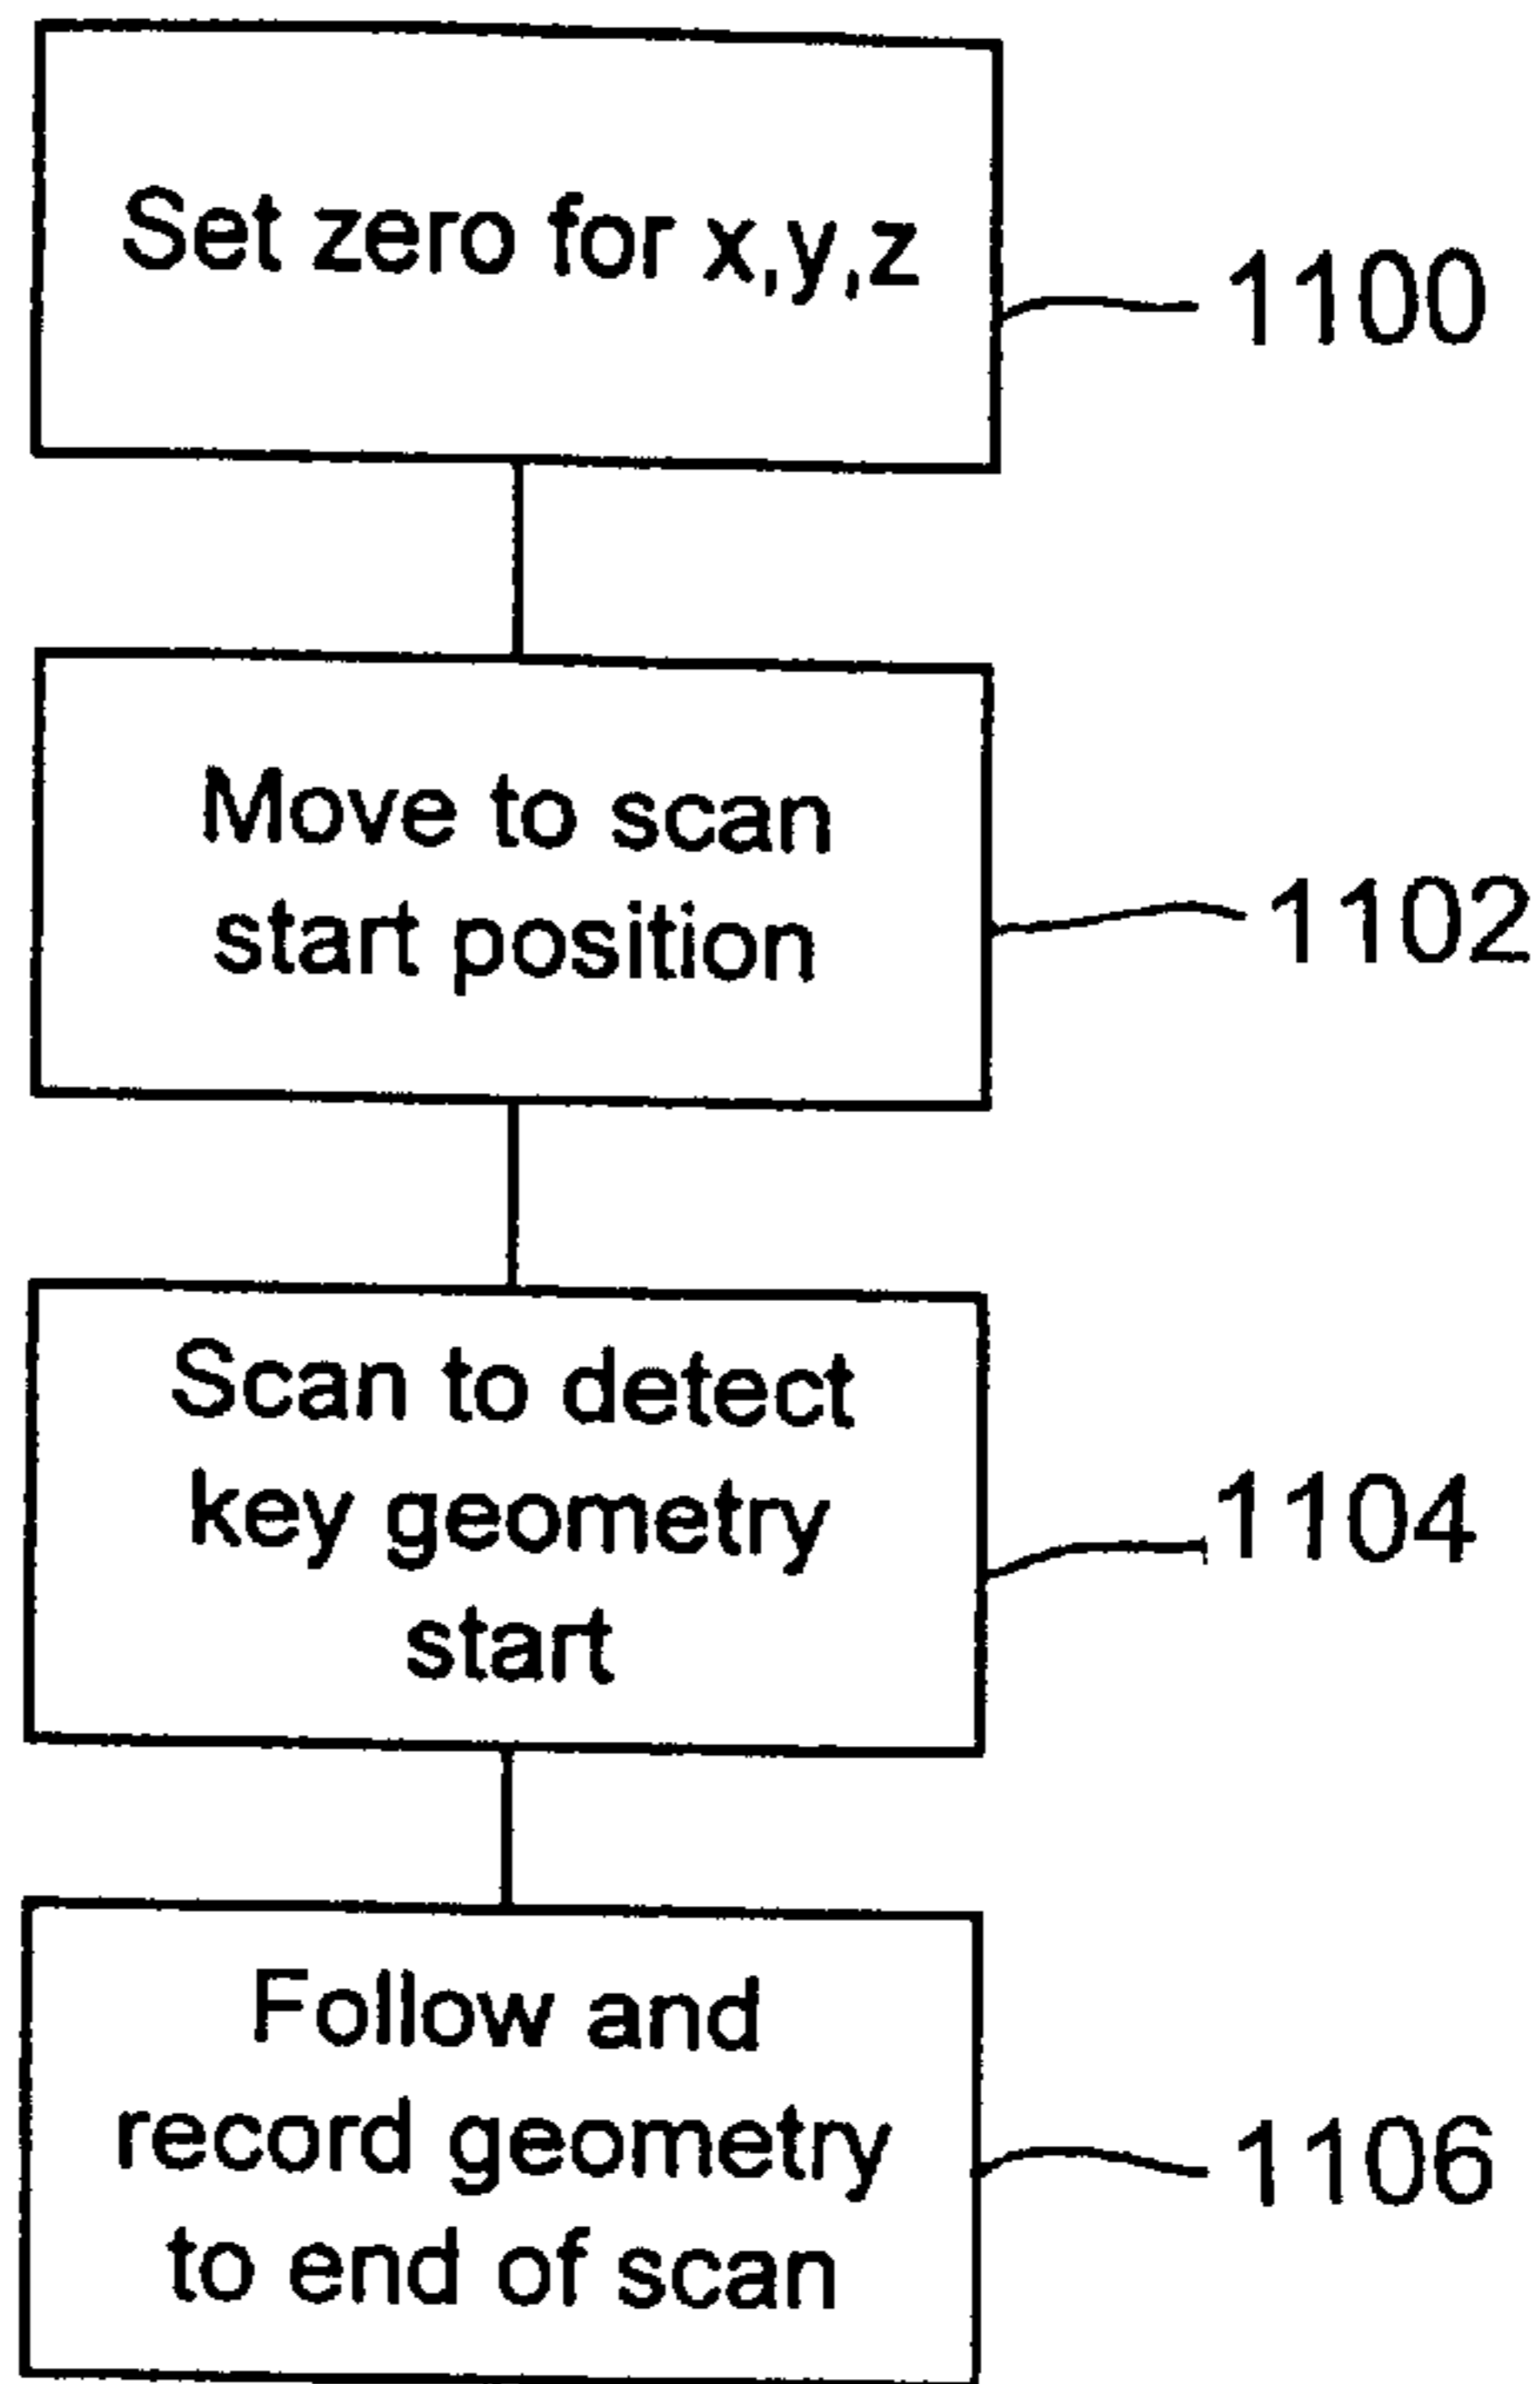 Set zero for x,y,z
1100
Move to scan
start position
1102
Scan to detect
key geometry
start
1104
Follow and
record geometry
to end of scan
1106